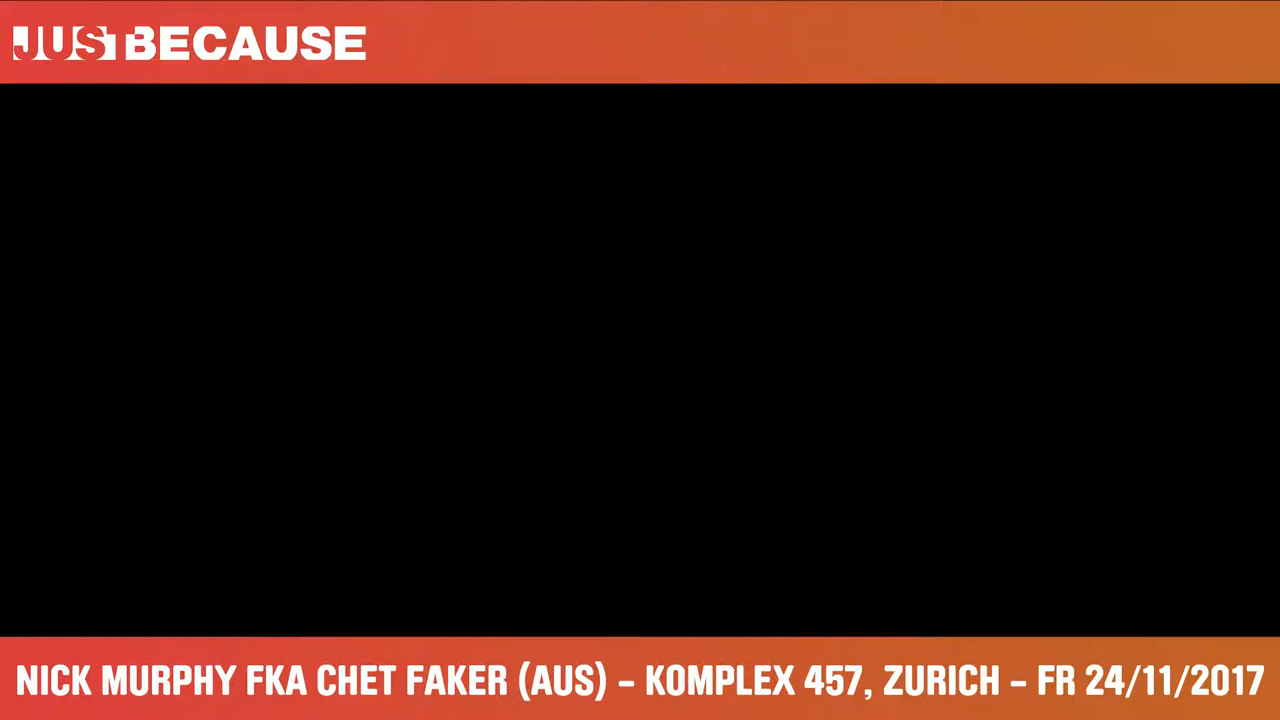 JUST BECAUSE
NICK MURPHY FKA CHET FAKER (AUS) – KOMPLEX 457, ZURICH – FR 24/11/2017